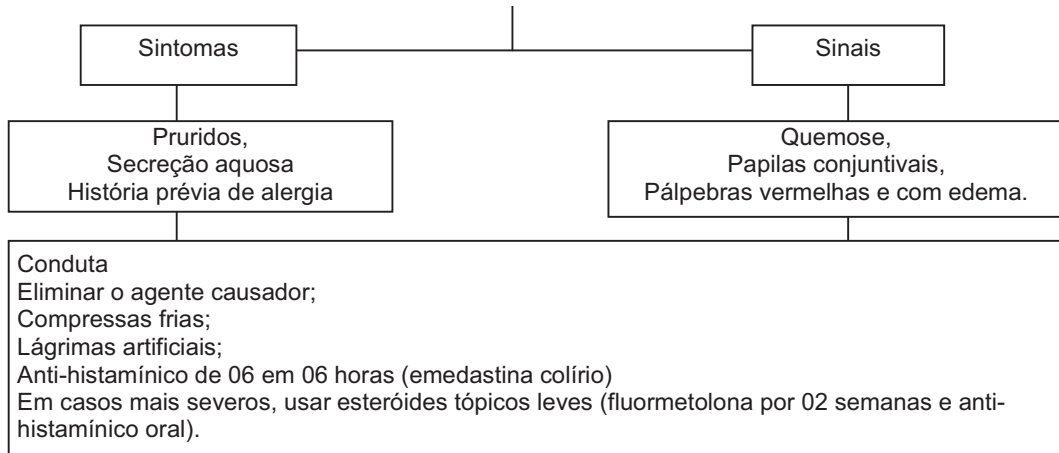 Sintomas
Sinais
Pruridos,
Secreção aquosa
História prévia de alergia
Quemose,
Papilas conjuntivais,
Pálpebras vermelhas e com edema.
Conduta
Eliminar o agente causador;
Compressas frias;
Lágrimas artificiais;
Anti-histamínico de 06 em 06 horas (emedastina colírio)
Em casos mais severos, usar esteróides tópicos leves (fluormetolona por 02 semanas e anti-
histamínico oral).